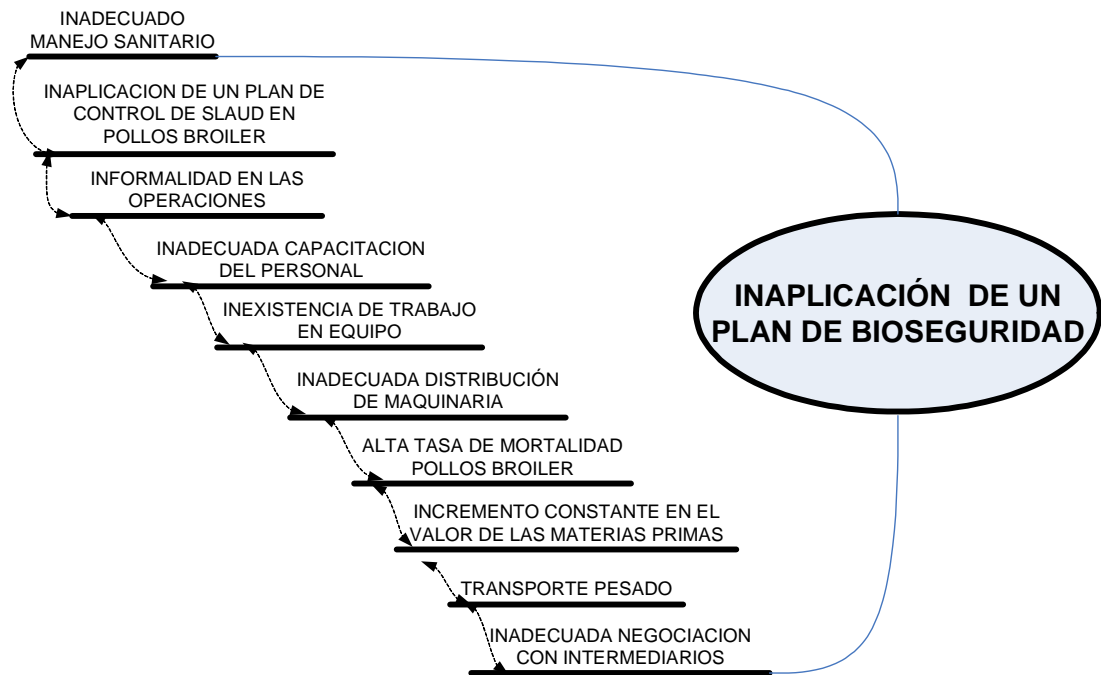 INADECUADO
MANEJO SANITARIO
INAPLICACION DE UN PLAN DE
CONTROL DE SLAUD EN
POLLOS BROILER
INFORMALIDAD EN LAS
OPERACIONES
INADECUADA CAPACITACION
DEL PERSONAL
INEXISTENCIA DE TRABAJO
EN EQUIPO
INADECUADA DISTRIBUCIÓN
DE MAQUINARIA
ALTA TASA DE MORTALIDAD
POLLOS BROILER
INCREMENTO CONSTANTE EN EL
VALOR DE LAS MATERIAS PRIMAS
TRANSPORTE PESADO
INADECUADA NEGOCIACION
CON INTERMEDIARIOS
INAPLICACIÓN DE UN
PLAN DE BIOSEGURIDAD